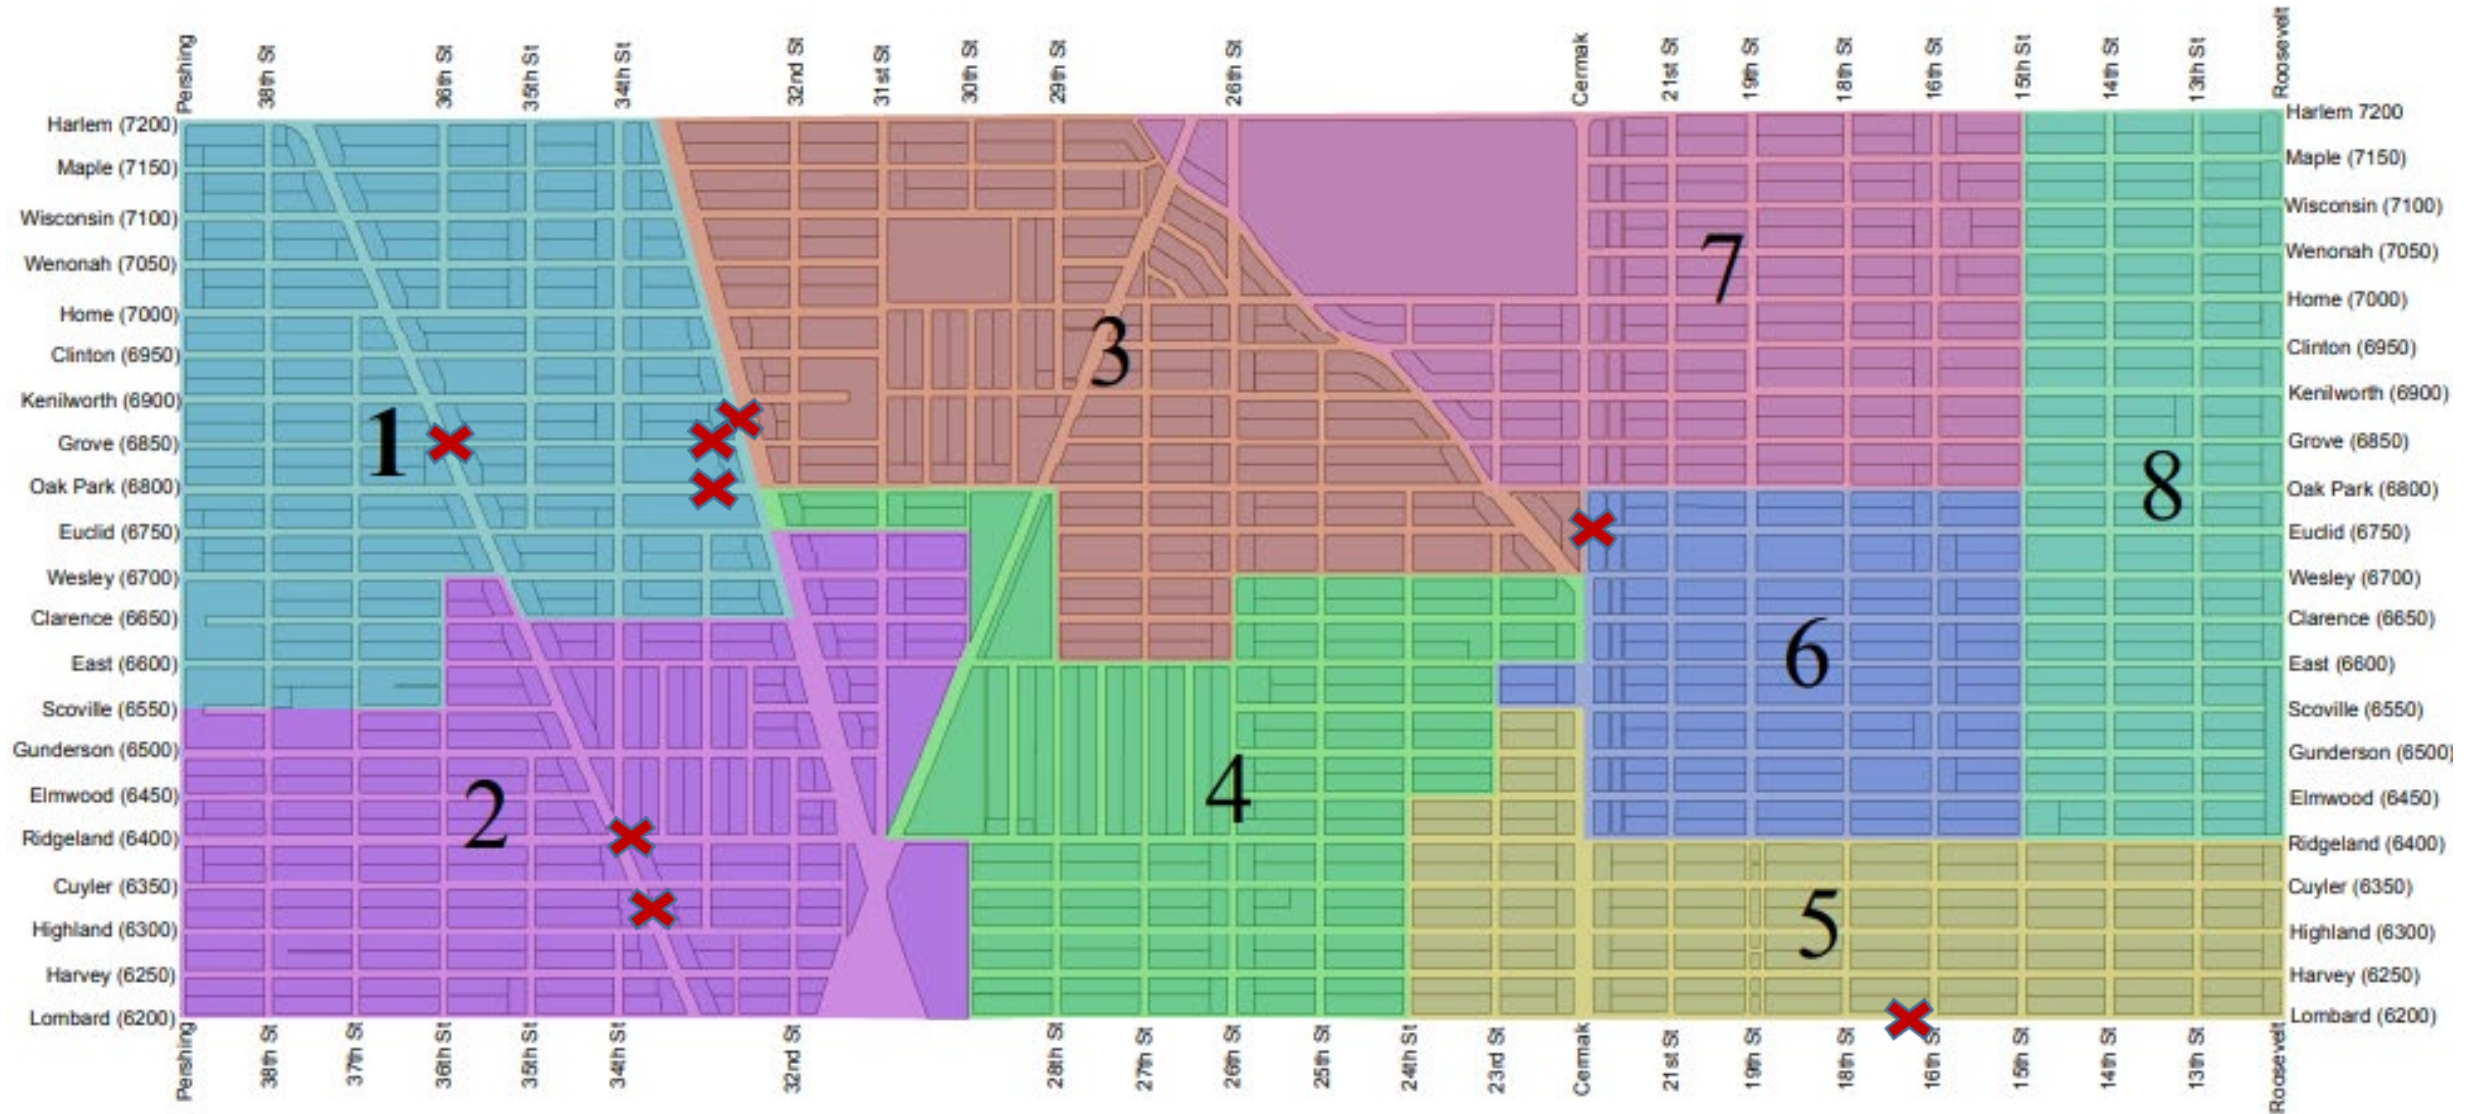 Pershing
38th St
36th St
35th St
34th St
32nd St
31st St
30th St
29th St
26th St
Cermak
21st St
19th St
18th St
16th St
15th St
14th St
13th St
Roosevelt
Harlem (7200)
Maple (7150)
Wisconsin (7100)
Wenonah (7050)
Home (7000)
Clinton (6950)
Kenilworth (6900)
Grove (6850)
Oak Park (6800)
Euclid (6750)
Wesley (6700)
Clarence (6650)
East (6600)
Scoville (6550)
Gunderson (6500)
Elmwood (6450)
Ridgeland (6400)
Cuyler (6350)
Highland (6300)
Harvey (6250)
Lombard (6200)
1
2
3
4
5
6
7
8
Harlem 7200
Maple (7150)
Wisconsin (7100)
Wenonah (7050)
Home (7000)
Clinton (6950)
Kenilworth (6900)
Grove (6850)
Oak Park (6800)
Euclid (6750)
Wesley (6700)
Clarence (6650)
East (6600)
Scoville (6550)
Gunderson (6500)
Elmwood (6450)
Ridgeland (6400)
Cuyler (6350)
Highland (6300)
Harvey (6250)
Lombard (6200)
Pershing
38th St
37th St
36th St
35th St
34th St
32nd St
28th St
27th St
26th St
25th St
24th St
23rd St
Cermak
21st St
19th St
18th St
16th St
15th St
14th St
13th St
Roosevelt